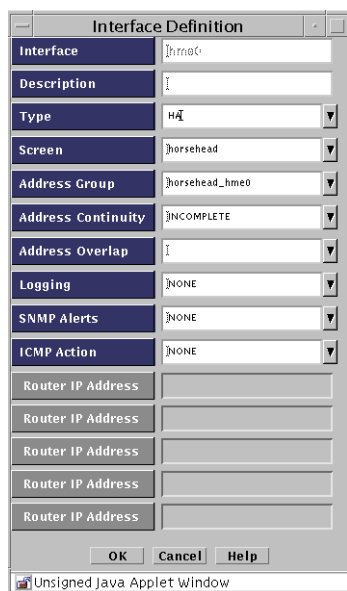 Interface Definition
Interface hme0
Description
Type HA
Screen horsehead
Address Group horsehead_hme0
Address Continuity INCOMPLETE
Address Overlap
Logging NONE
SNMP Alerts NONE
ICMP Action NONE
Router IP Address
Router IP Address
Router IP Address
Router IP Address
Router IP Address
OK Cancel Help
Unsigned Java Applet Window